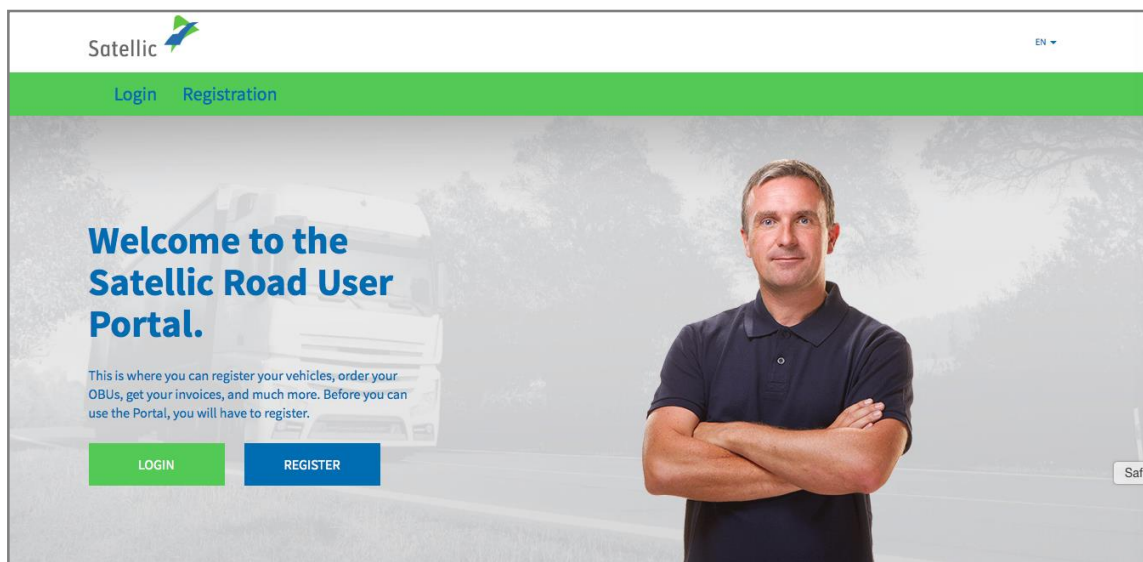 Satellic
EN
Login Registration
Welcome to the
Satellic Road User
Portal.
This is where you can register your vehicles, order your
OBUs, get your invoices, and much more. Before you can
use the Portal, you will have to register.
LOGIN REGISTER
Saf